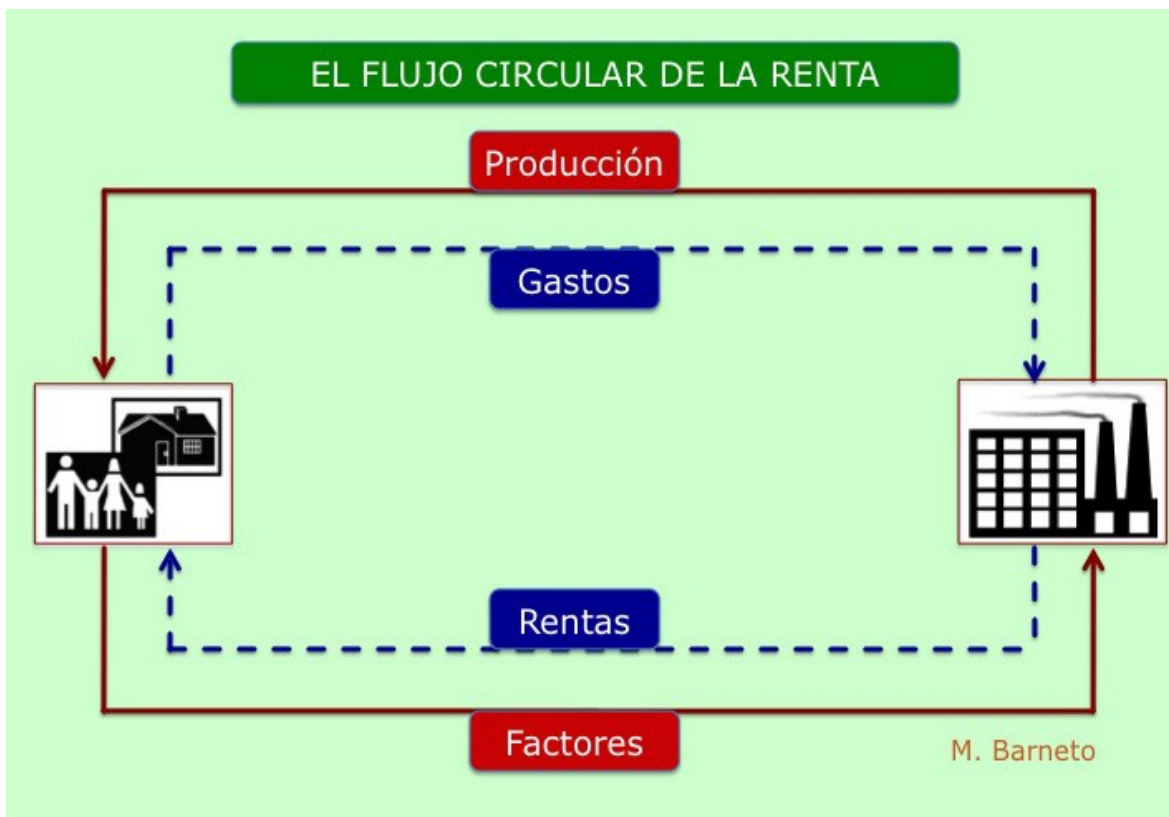 EL FLUJO CIRCULAR DE LA RENTA
Producción
Gastos
Rentas
Factores
M. Barneto